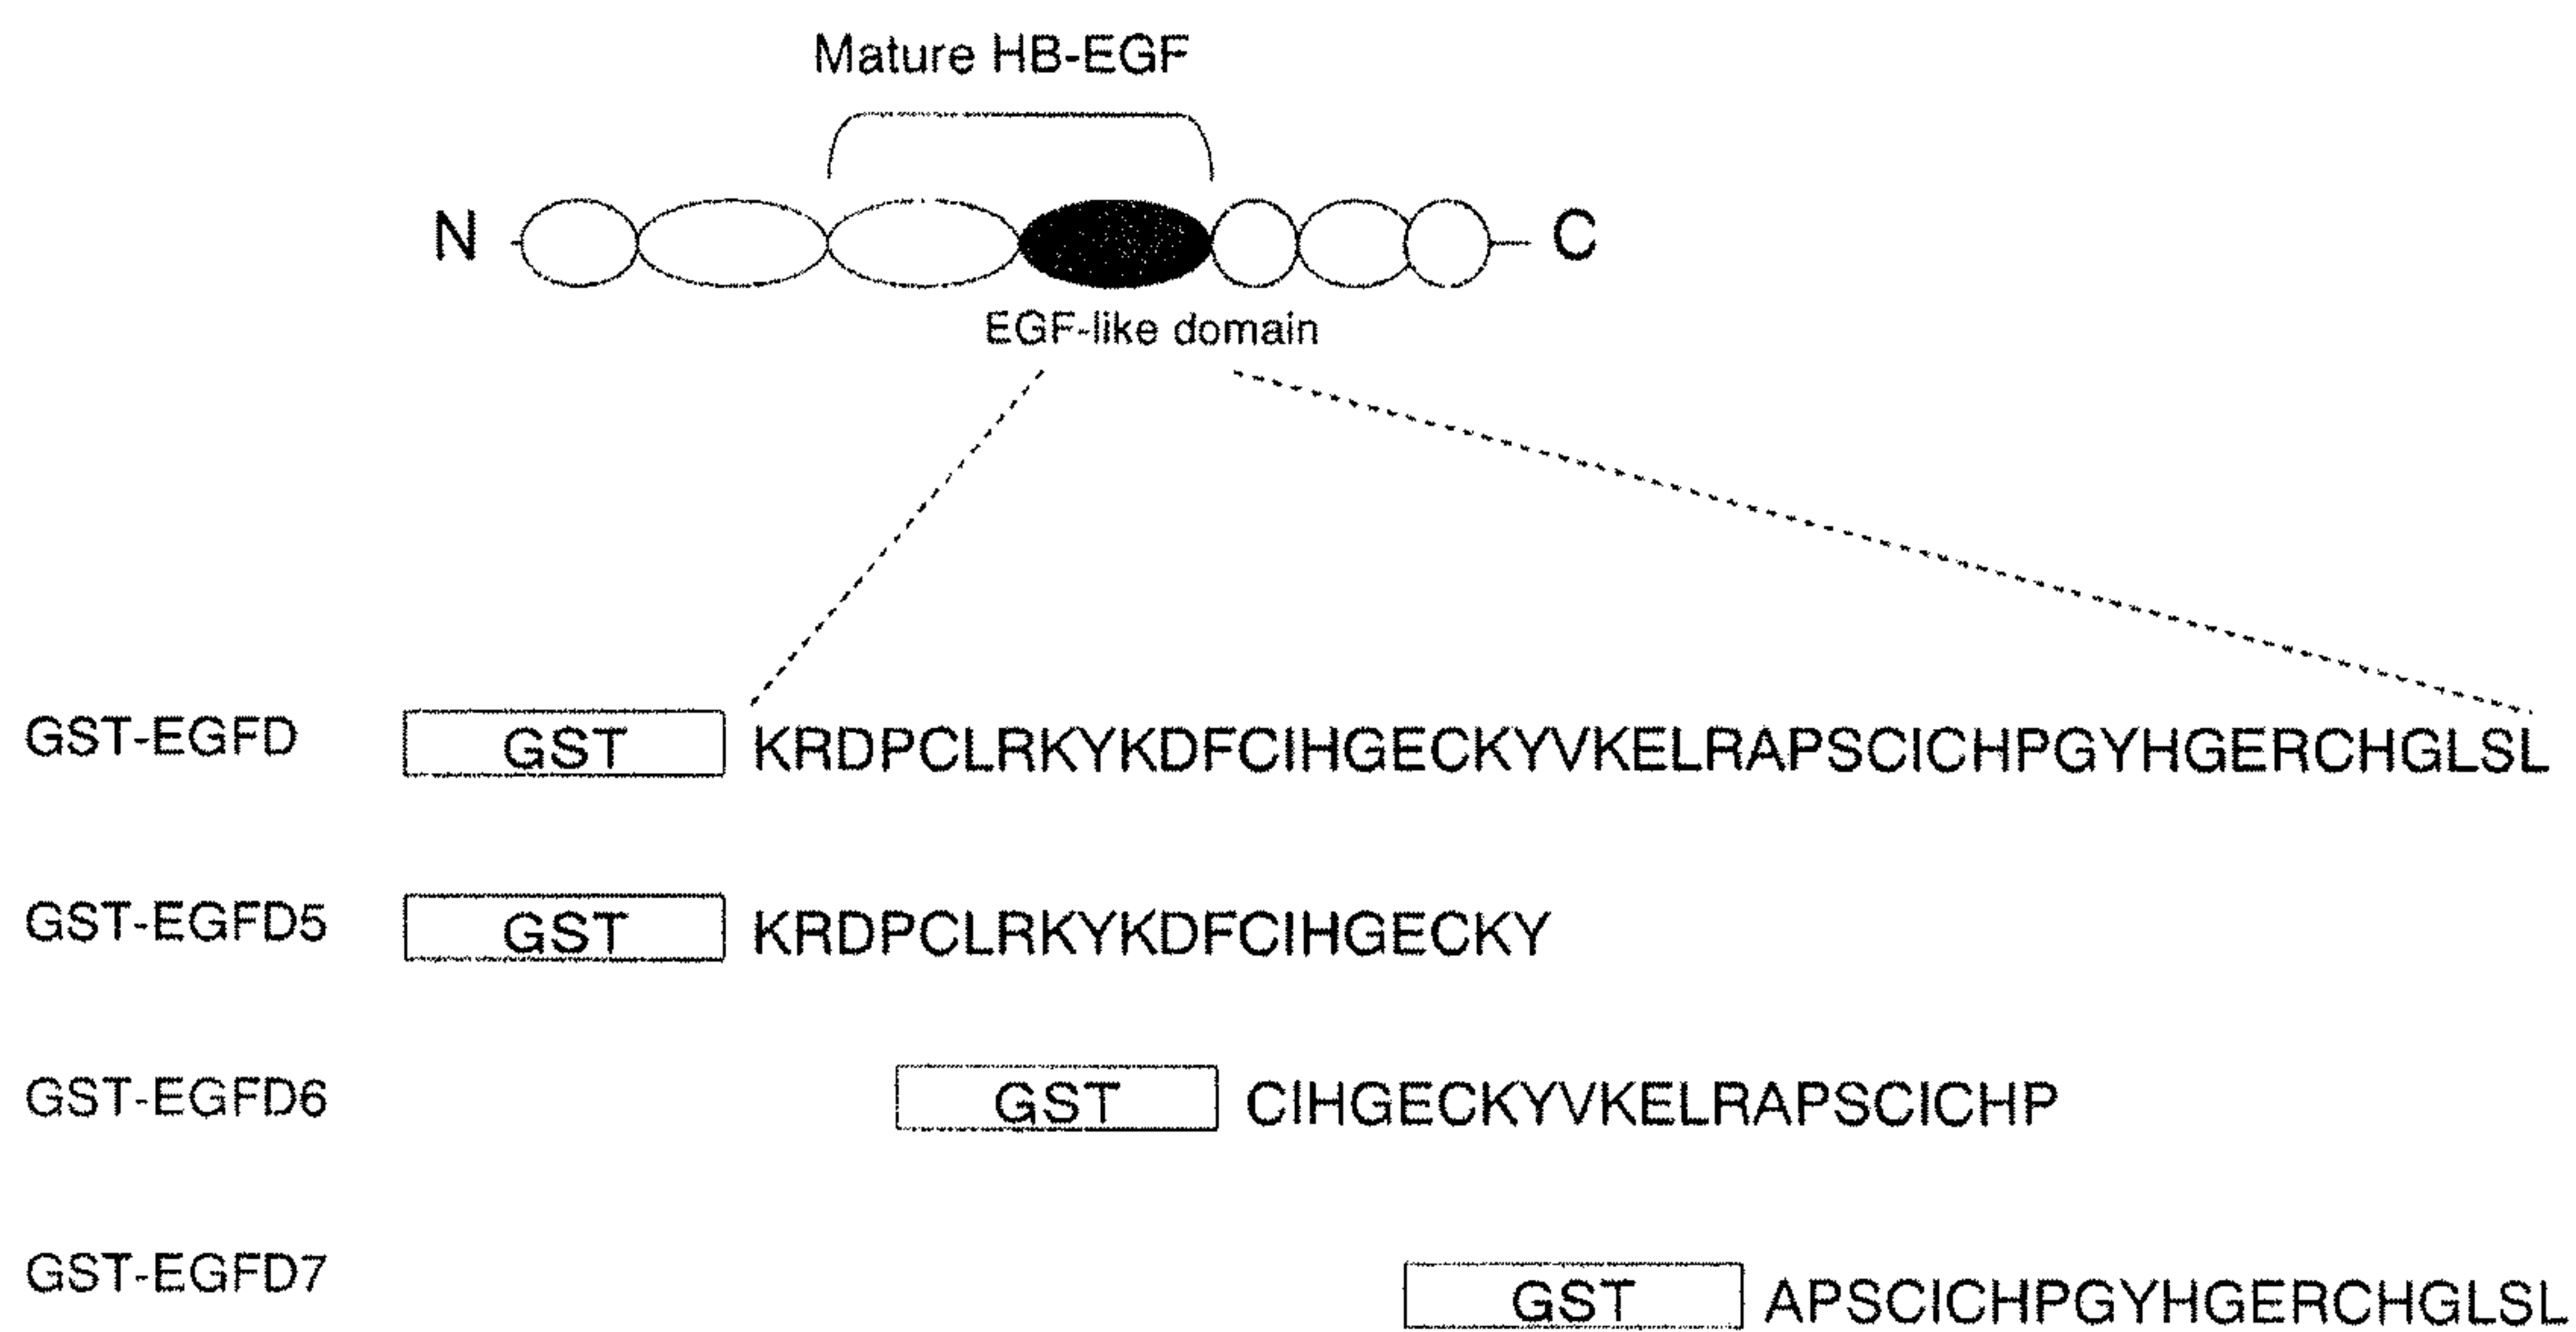 Mature HB-EGF
N C
EGF-like domain
GST-EGFD GST KRDPCLRKYKDFCIHGECKYVKELRAPSCICHPGYHGERCHGLSL
GST-EGFD5 GST KRDPCLRKYKDFCIHGECKY
GST-EGFD6 GST CIHGECKYVKELRAPSCICHP
GST-EGFD7 GST APSCICHPGYHGERCHGLSL